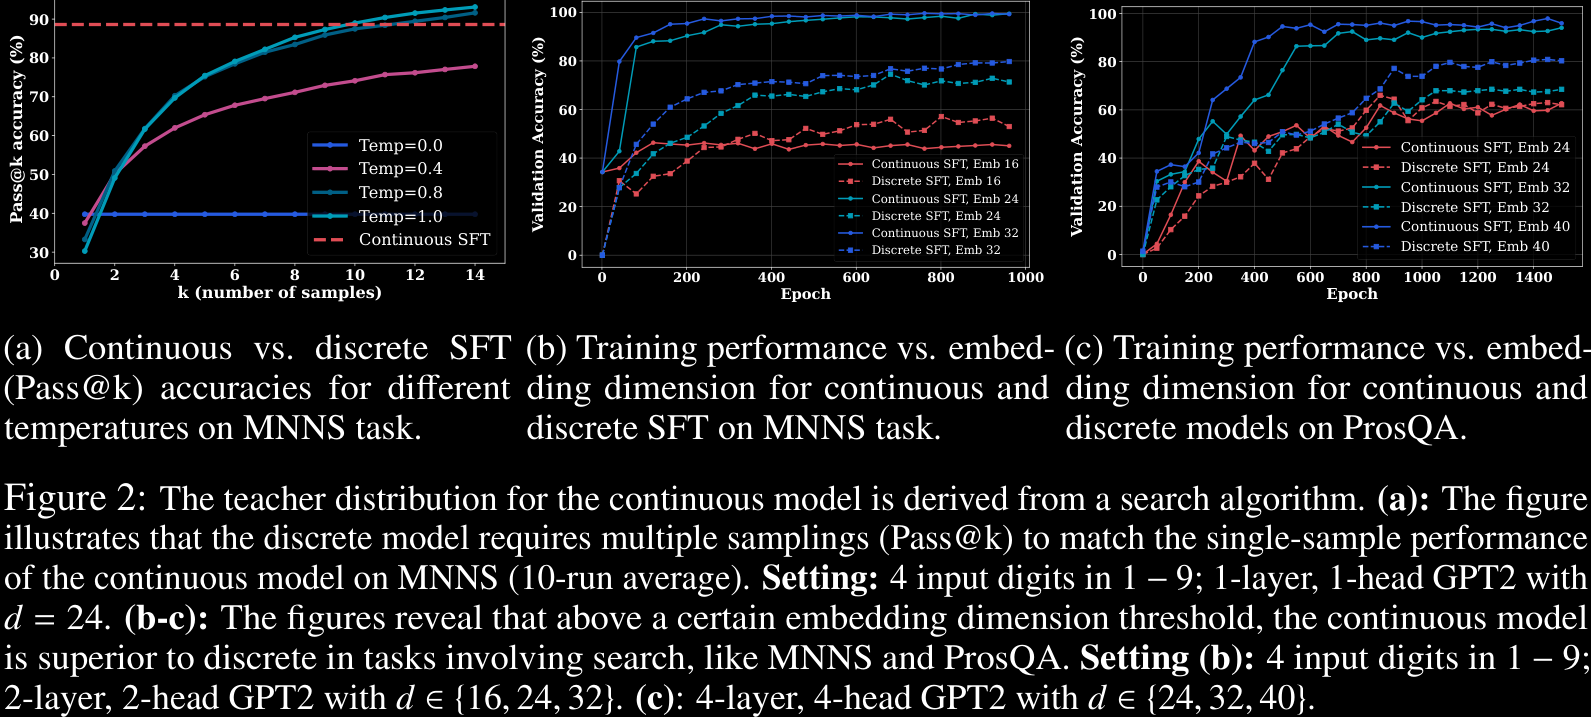 Pass@k accuracy (%)
90
80
70
60
50
40
30
0 2 4 6 8 10 12 14
k (number of samples)
Temp=0.0
Temp=0.4
Temp=0.8
Temp=1.0
Continuous SFT
Validation Accuracy (%)
100
80
60
40
20
0
0 200 400 600 800 1000
Epoch
Continuous SFT, Emb 16
Discrete SFT, Emb 16
Continuous SFT, Emb 24
Discrete SFT, Emb 24
Continuous SFT, Emb 32
Discrete SFT, Emb 32
Validation Accuracy (%)
100
80
60
40
20
0
0 200 400 600 800 1000 1200 1400
Epoch
Continuous SFT, Emb 24
Discrete SFT, Emb 24
Continuous SFT, Emb 32
Discrete SFT, Emb 32
Continuous SFT, Emb 40
Discrete SFT, Emb 40
(a) Continuous vs. discrete SFT
(Pass@k) accuracies for different
temperatures on MNNS task.
(b) Training performance vs. embed-
ding dimension for continuous and
discrete SFT on MNNS task.
(c) Training performance vs. embed-
ding dimension for continuous and
discrete models on ProsQA.
Figure 2: The teacher distribution for the continuous model is derived from a search algorithm. (a): The figure
illustrates that the discrete model requires multiple samplings (Pass@k) to match the single-sample performance
of the continuous model on MNNS (10-run average). Setting: 4 input digits in 1 − 9; 1-layer, 1-head GPT2 with
d = 24. (b-c): The figures reveal that above a certain embedding dimension threshold, the continuous model
is superior to discrete in tasks involving search, like MNNS and ProsQA. Setting (b): 4 input digits in 1 − 9;
2-layer, 2-head GPT2 with d ∈ {16, 24, 32}. (c): 4-layer, 4-head GPT2 with d ∈ {24, 32, 40}.